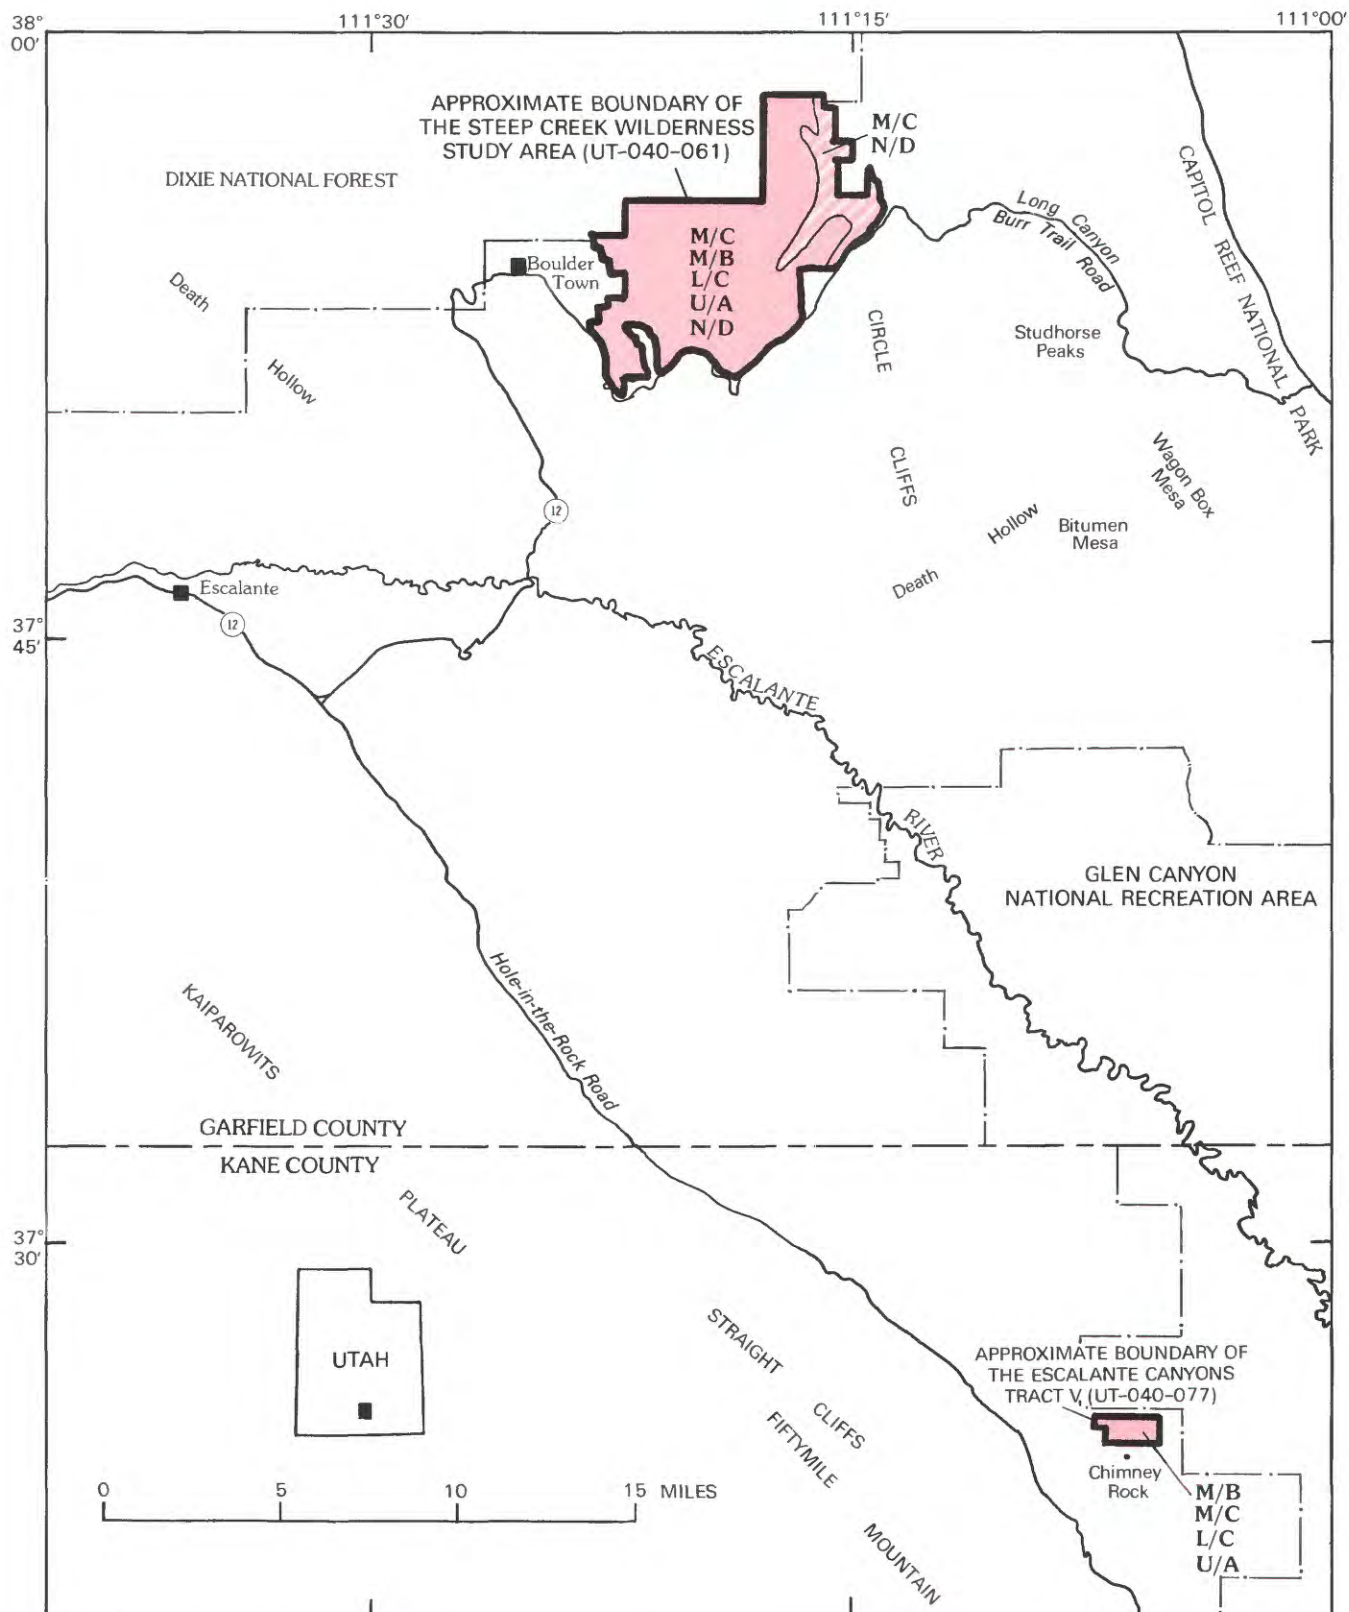 38°
00'
111°30'
111°15'
111°00'
APPROXIMATE BOUNDARY OF
THE STEEP CREEK WILDERNESS
STUDY AREA (UT-040-061)
M/C
N/D
DIXIE NATIONAL FOREST
CAPITOL REEF NATIONAL PARK
Long Canyon
Burr Trail Road
M/C
M/B
L/C
U/A
N/D
Boulder
Town
Death
Hollow
CIRCLE
CLIFFS
Studhorse
Peaks
Wagon Box
Mesa
Hollow
Bitumen
Mesa
Death
12
Escalante
12
37°
45'
ESCALANTE
RIVER
GLEN CANYON
NATIONAL RECREATION AREA
Hole-in-the-Rock Road
KAIPAROWITS
GARFIELD COUNTY
KANE COUNTY
PLATEAU
37°
30'
UTAH
STRAIGHT
CLIFFS
FIFTYMILE
MOUNTAIN
APPROXIMATE BOUNDARY OF
THE ESCALANTE CANYONS
TRACT V, (UT-040-077)
Chimney
Rock
M/B
M/C
L/C
U/A
0 5 10 15 MILES